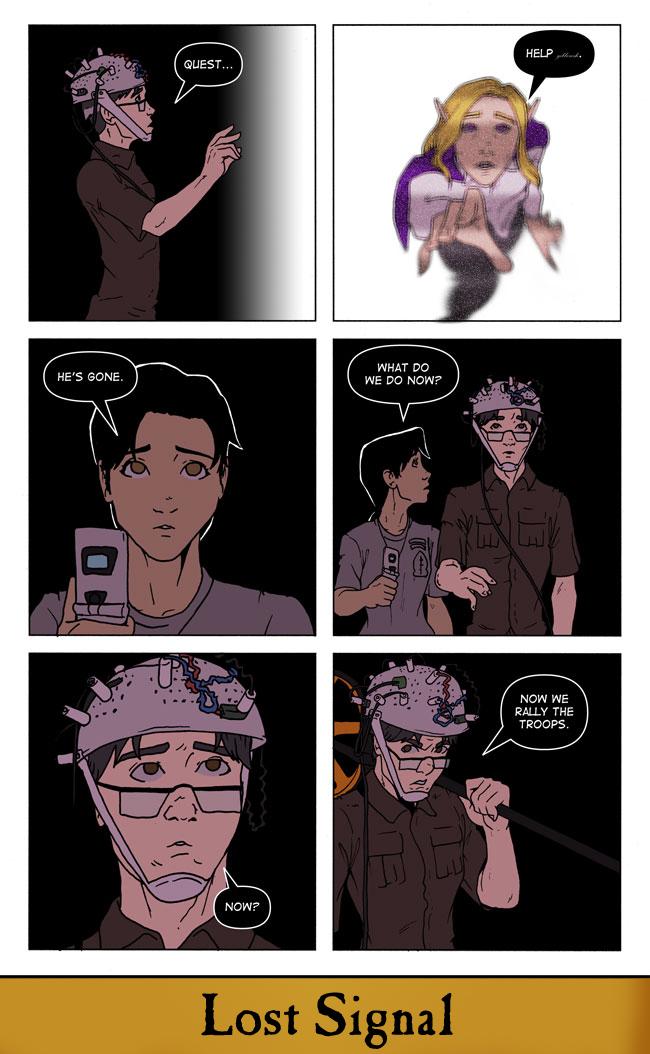 QUEST...
HELP
HE'S GONE.
WHAT DO
WE DO NOW?
NOW?
NOW WE
RALLY THE
TROOPS.
Lost Signal